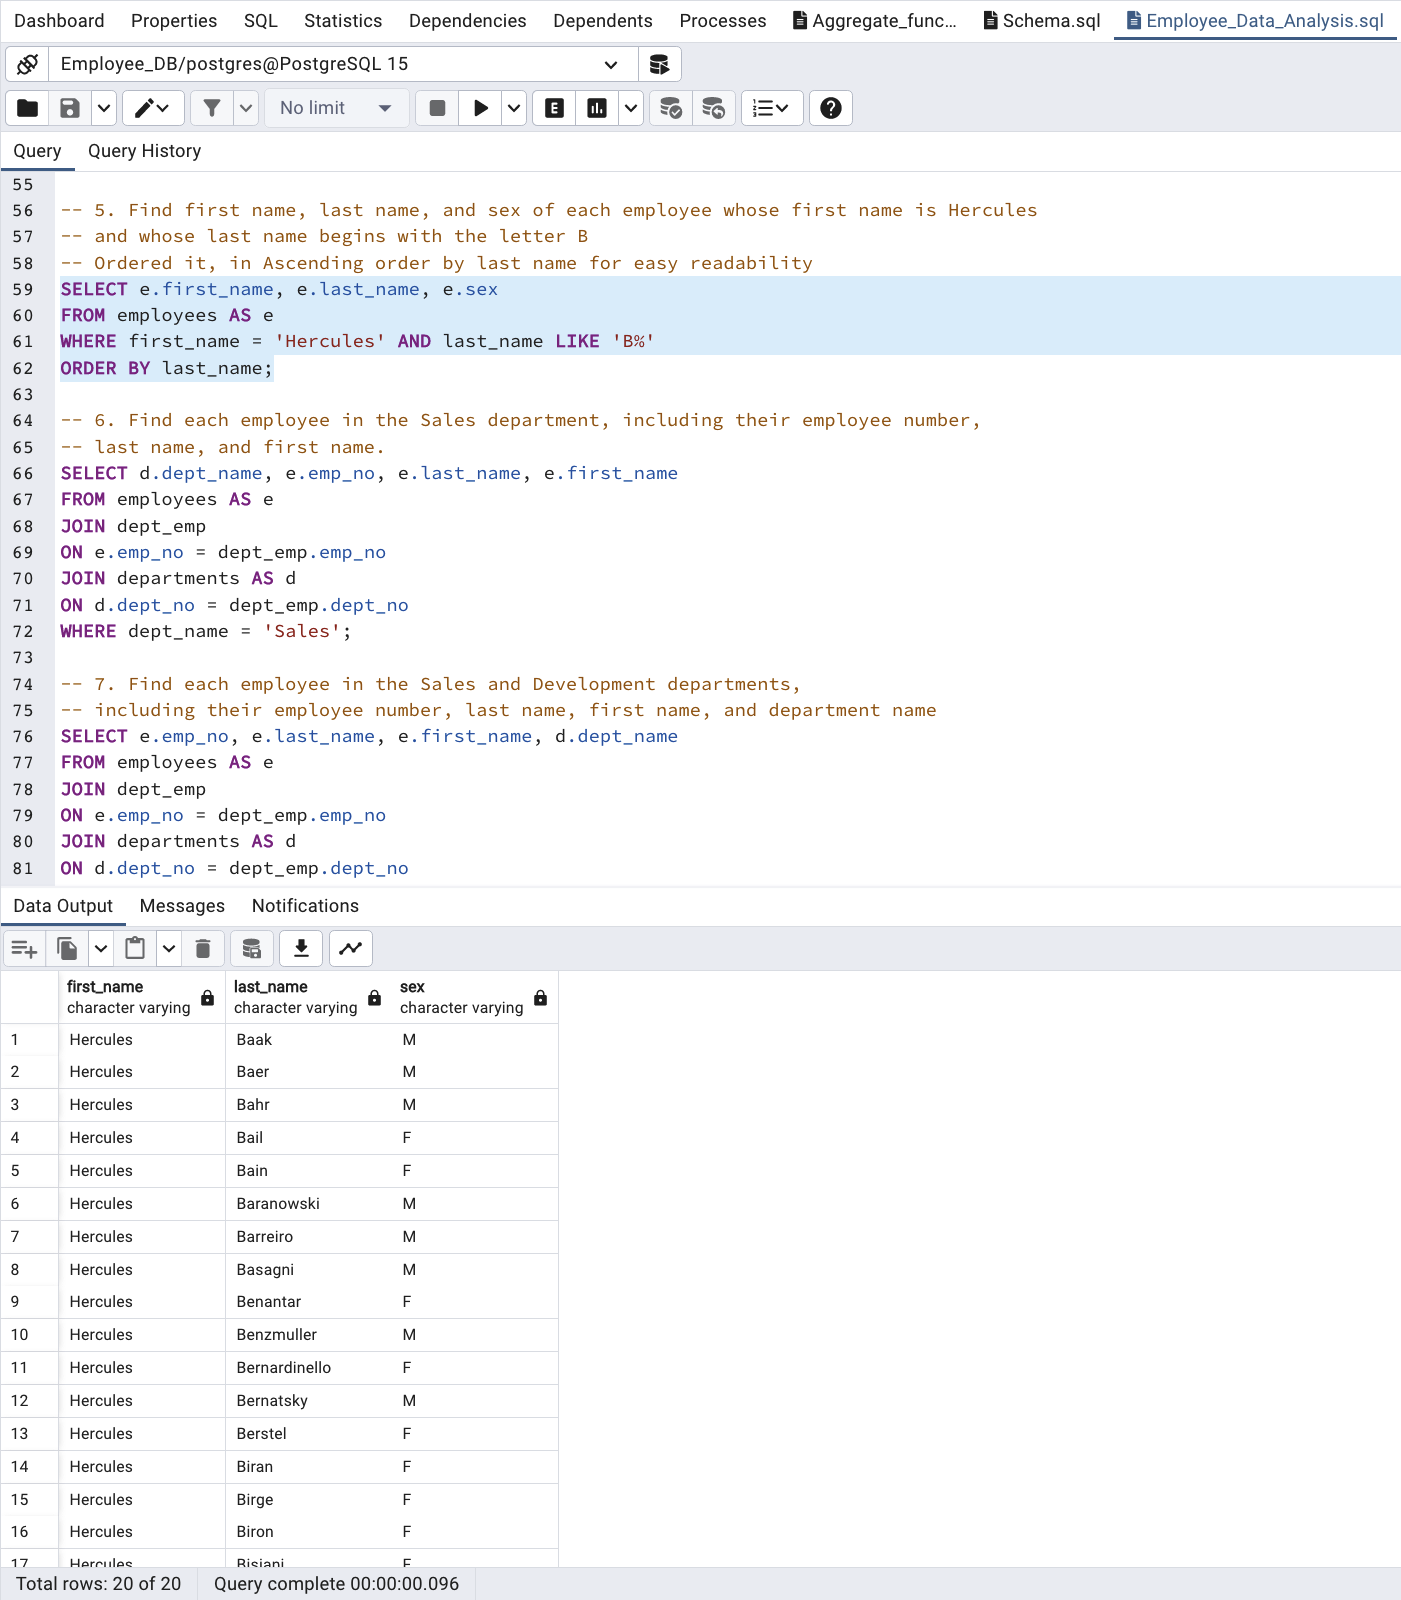 Dashboard Properties SQL Statistics Dependencies Dependents Processes Aggregate_func... Schema.sql Employee_Data_Analysis.sql
Employee_DB/postgres@PostgreSQL 15
No limit E
Query Query History
55
56 -- 5. Find first name, last name, and sex of each employee whose first name is Hercules
57 -- and whose last name begins with the letter B
58 -- Ordered it, in Ascending order by last name for easy readability
59 SELECT e.first_name, e.last_name, e.sex
60 FROM employees AS e
61 WHERE first_name = 'Hercules' AND last_name LIKE 'B%'
62 ORDER BY last_name;
63
64 -- 6. Find each employee in the Sales department, including their employee number,
65 -- last name, and first name.
66 SELECT d.dept_name, e.emp_no, e.last_name, e.first_name
67 FROM employees AS e
68 JOIN dept_emp
69 ON e.emp_no = dept_emp.emp_no
70 JOIN departments AS d
71 ON d.dept_no = dept_emp.dept_no
72 WHERE dept_name = 'Sales';
73
74 -- 7. Find each employee in the Sales and Development departments,
75 -- including their employee number, last name, first name, and department name
76 SELECT e.emp_no, e.last_name, e.first_name, d.dept_name
77 FROM employees AS e
78 JOIN dept_emp
79 ON e.emp_no = dept_emp.emp_no
80 JOIN departments AS d
81 ON d.dept_no = dept_emp.dept_no
Data Output Messages Notifications
first_name last_name sex
character varying character varying character varying
1 Hercules Baak M
2 Hercules Baer M
3 Hercules Bahr M
4 Hercules Bail F
5 Hercules Bain F
6 Hercules Baranowski M
7 Hercules Barreiro M
8 Hercules Basagni M
9 Hercules Benantar F
10 Hercules Benzmuller M
11 Hercules Bernardinello F
12 Hercules Bernatsky M
13 Hercules Berstel F
14 Hercules Biran F
15 Hercules Birge F
16 Hercules Biron F
17 Hercules Bisiani F
Total rows: 20 of 20 Query complete 00:00:00.096